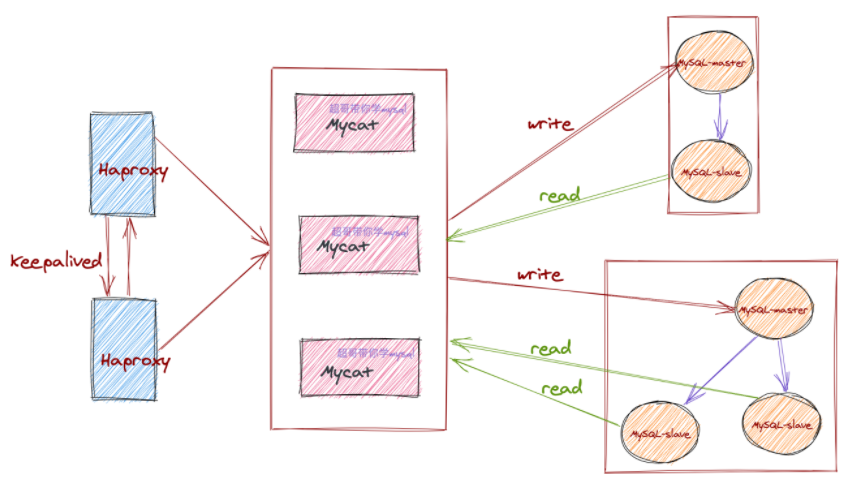 Haproxy
Keepalived
Haproxy
超哥带你学mysql
Mycat
超哥带你学mysql
Mycat
超哥带你学mysql
Mycat
write
read
write
read
read
MySQL-master
MySQL-slave
MySQL-master
MySQL-slave
MySQL-slave